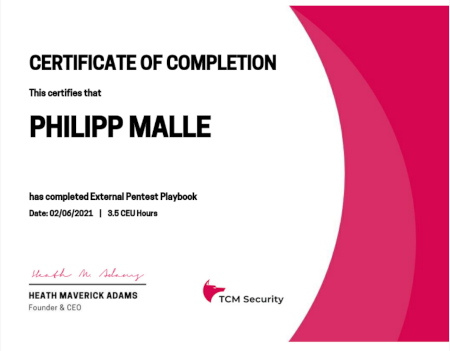 CERTIFICATE OF COMPLETION
This certifies that
PHILIPP MALLE
has completed External Pentest Playbook
Date: 02/06/2021 | 3.5 CEU Hours
Heath M. Adams
HEATH MAVERICK ADAMS
Founder & CEO
TCM Security